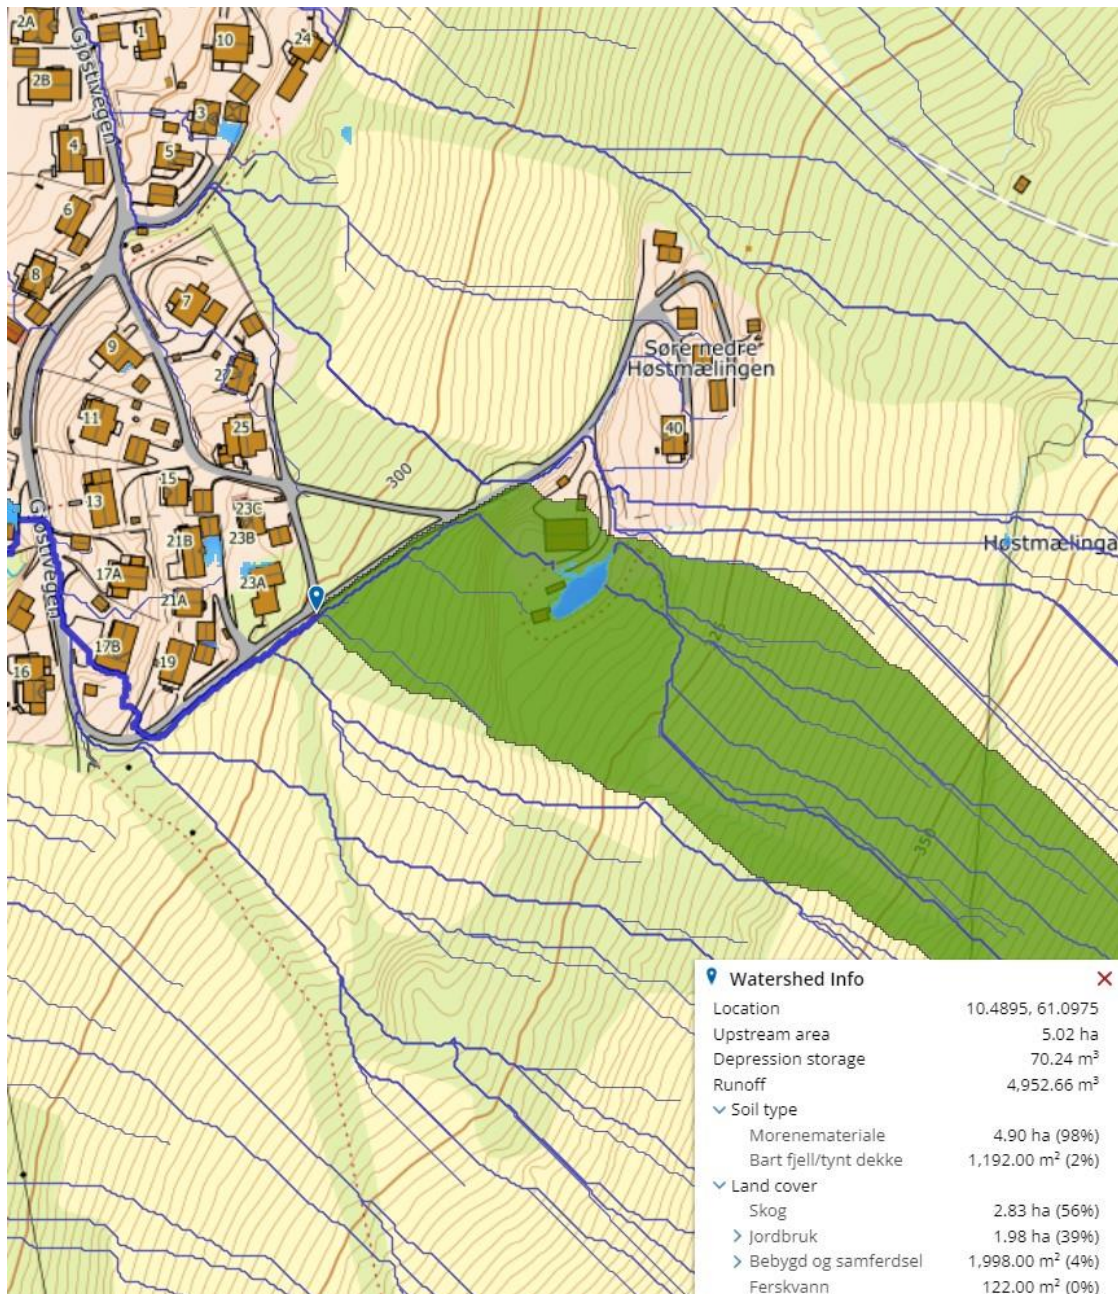 2A
1
10
24
2B
Gjøstivegen
3
4
5
6
8
7
Søre nedre
Høstmælingen
9
27
11
40
25
300
15
13
23C
Gjøstivegen
21B
23B
Høstmælinga
17A
23A
21A
325
17B
19
16
350
Watershed Info
Location 10.4895, 61.0975
Upstream area 5.02 ha
Depression storage 70.24 m³
Runoff 4,952.66 m³
Soil type
Morenemateriale 4.90 ha (98%)
Bart fjell/tynt dekke 1,192.00 m² (2%)
Land cover
Skog 2.83 ha (56%)
Jordbruk 1.98 ha (39%)
Bebygd og samferdsel 1,998.00 m² (4%)
Ferskvann 122.00 m² (0%)